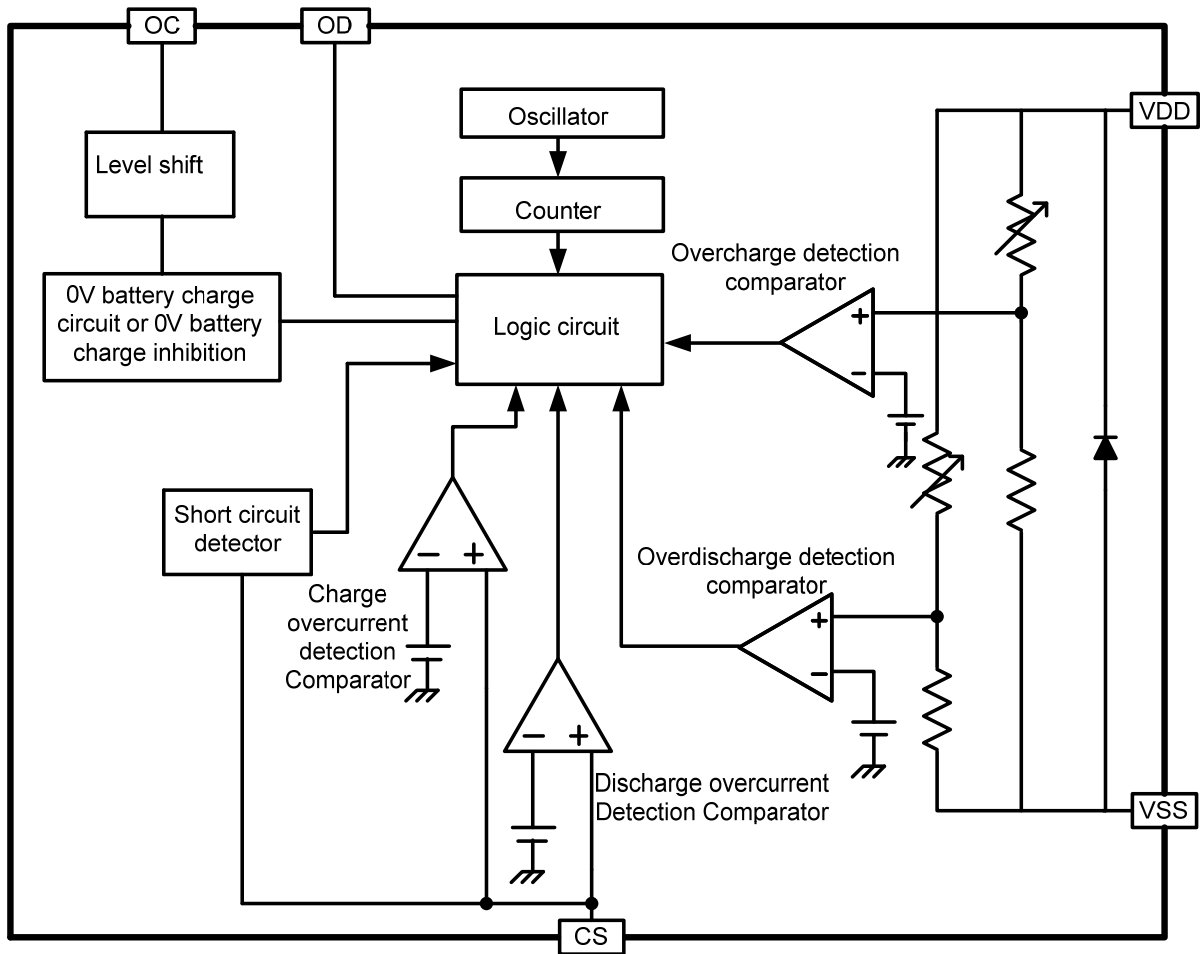 OC
OD
VDD
Oscillator
Level shift
Counter
Overcharge detection
comparator
0V battery charge
circuit or 0V battery
charge inhibition
Logic circuit
+
−
Short circuit
detector
− +
Overdischarge detection
comparator
Charge
overcurrent
detection
Comparator
+
−
− +
Discharge overcurrent
Detection Comparator
VSS
CS